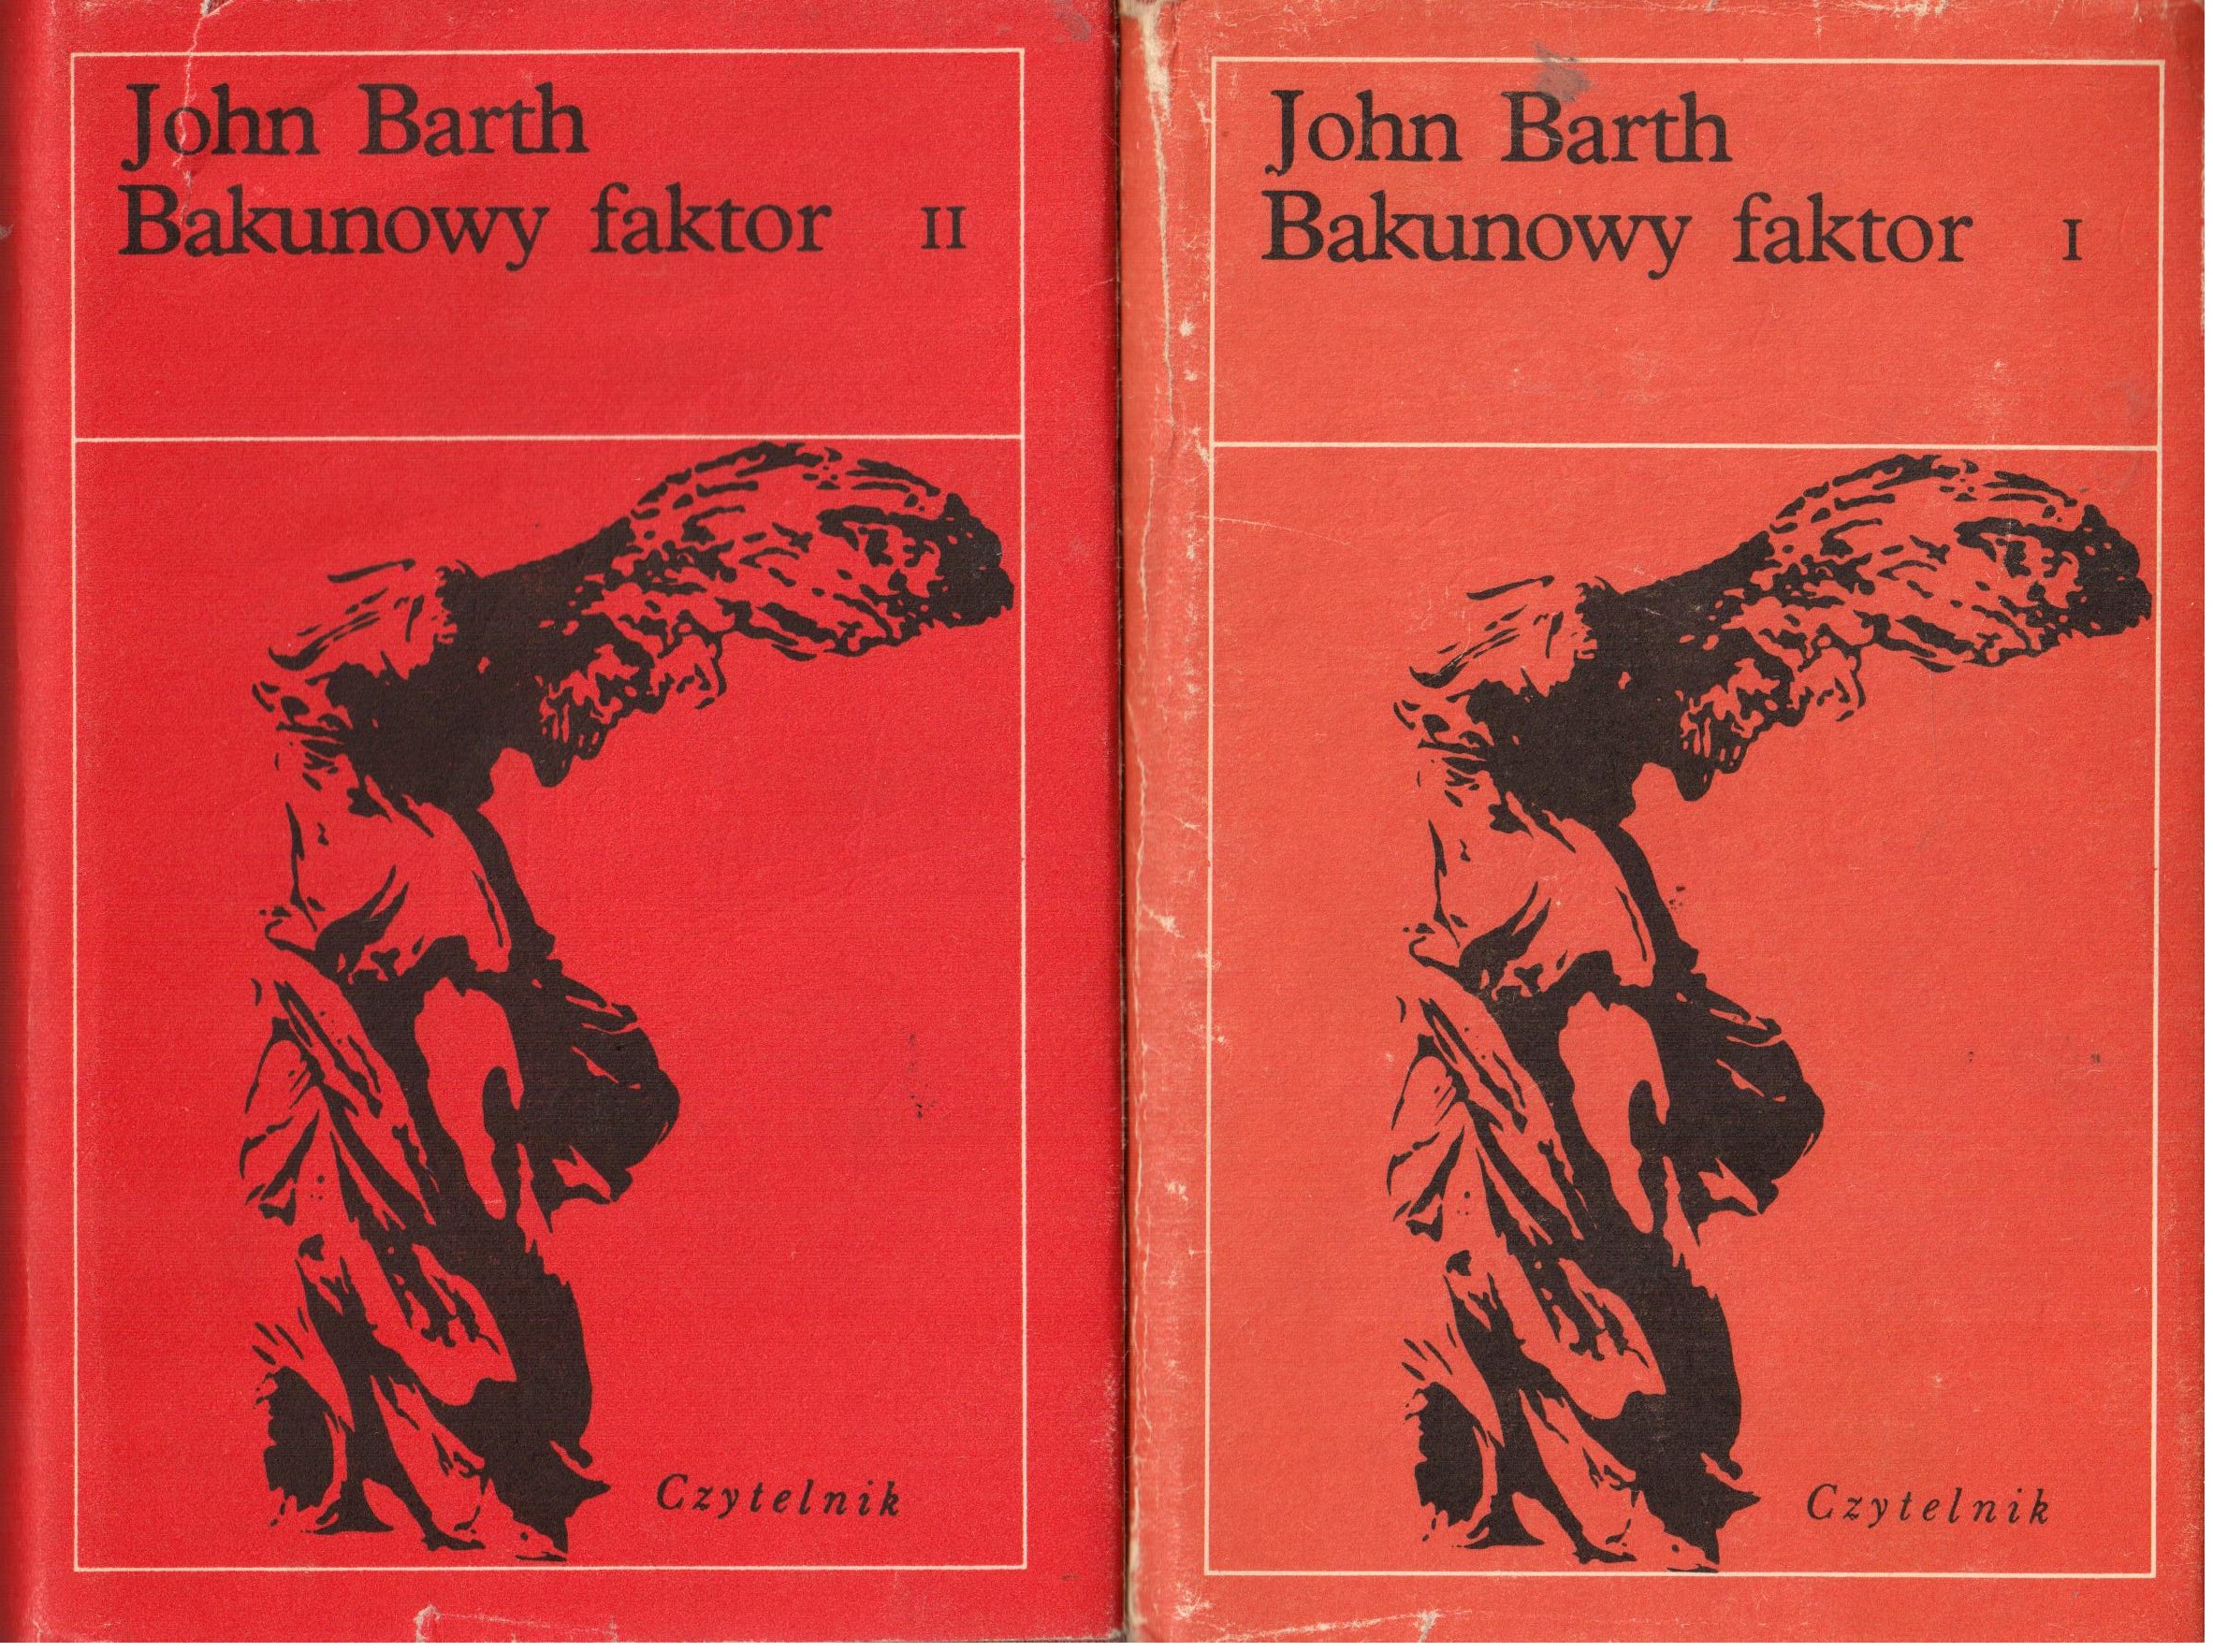 John Barth
Bakunowy faktor II
Czytelnik
John Barth
Bakunowy faktor I
Czytelnik